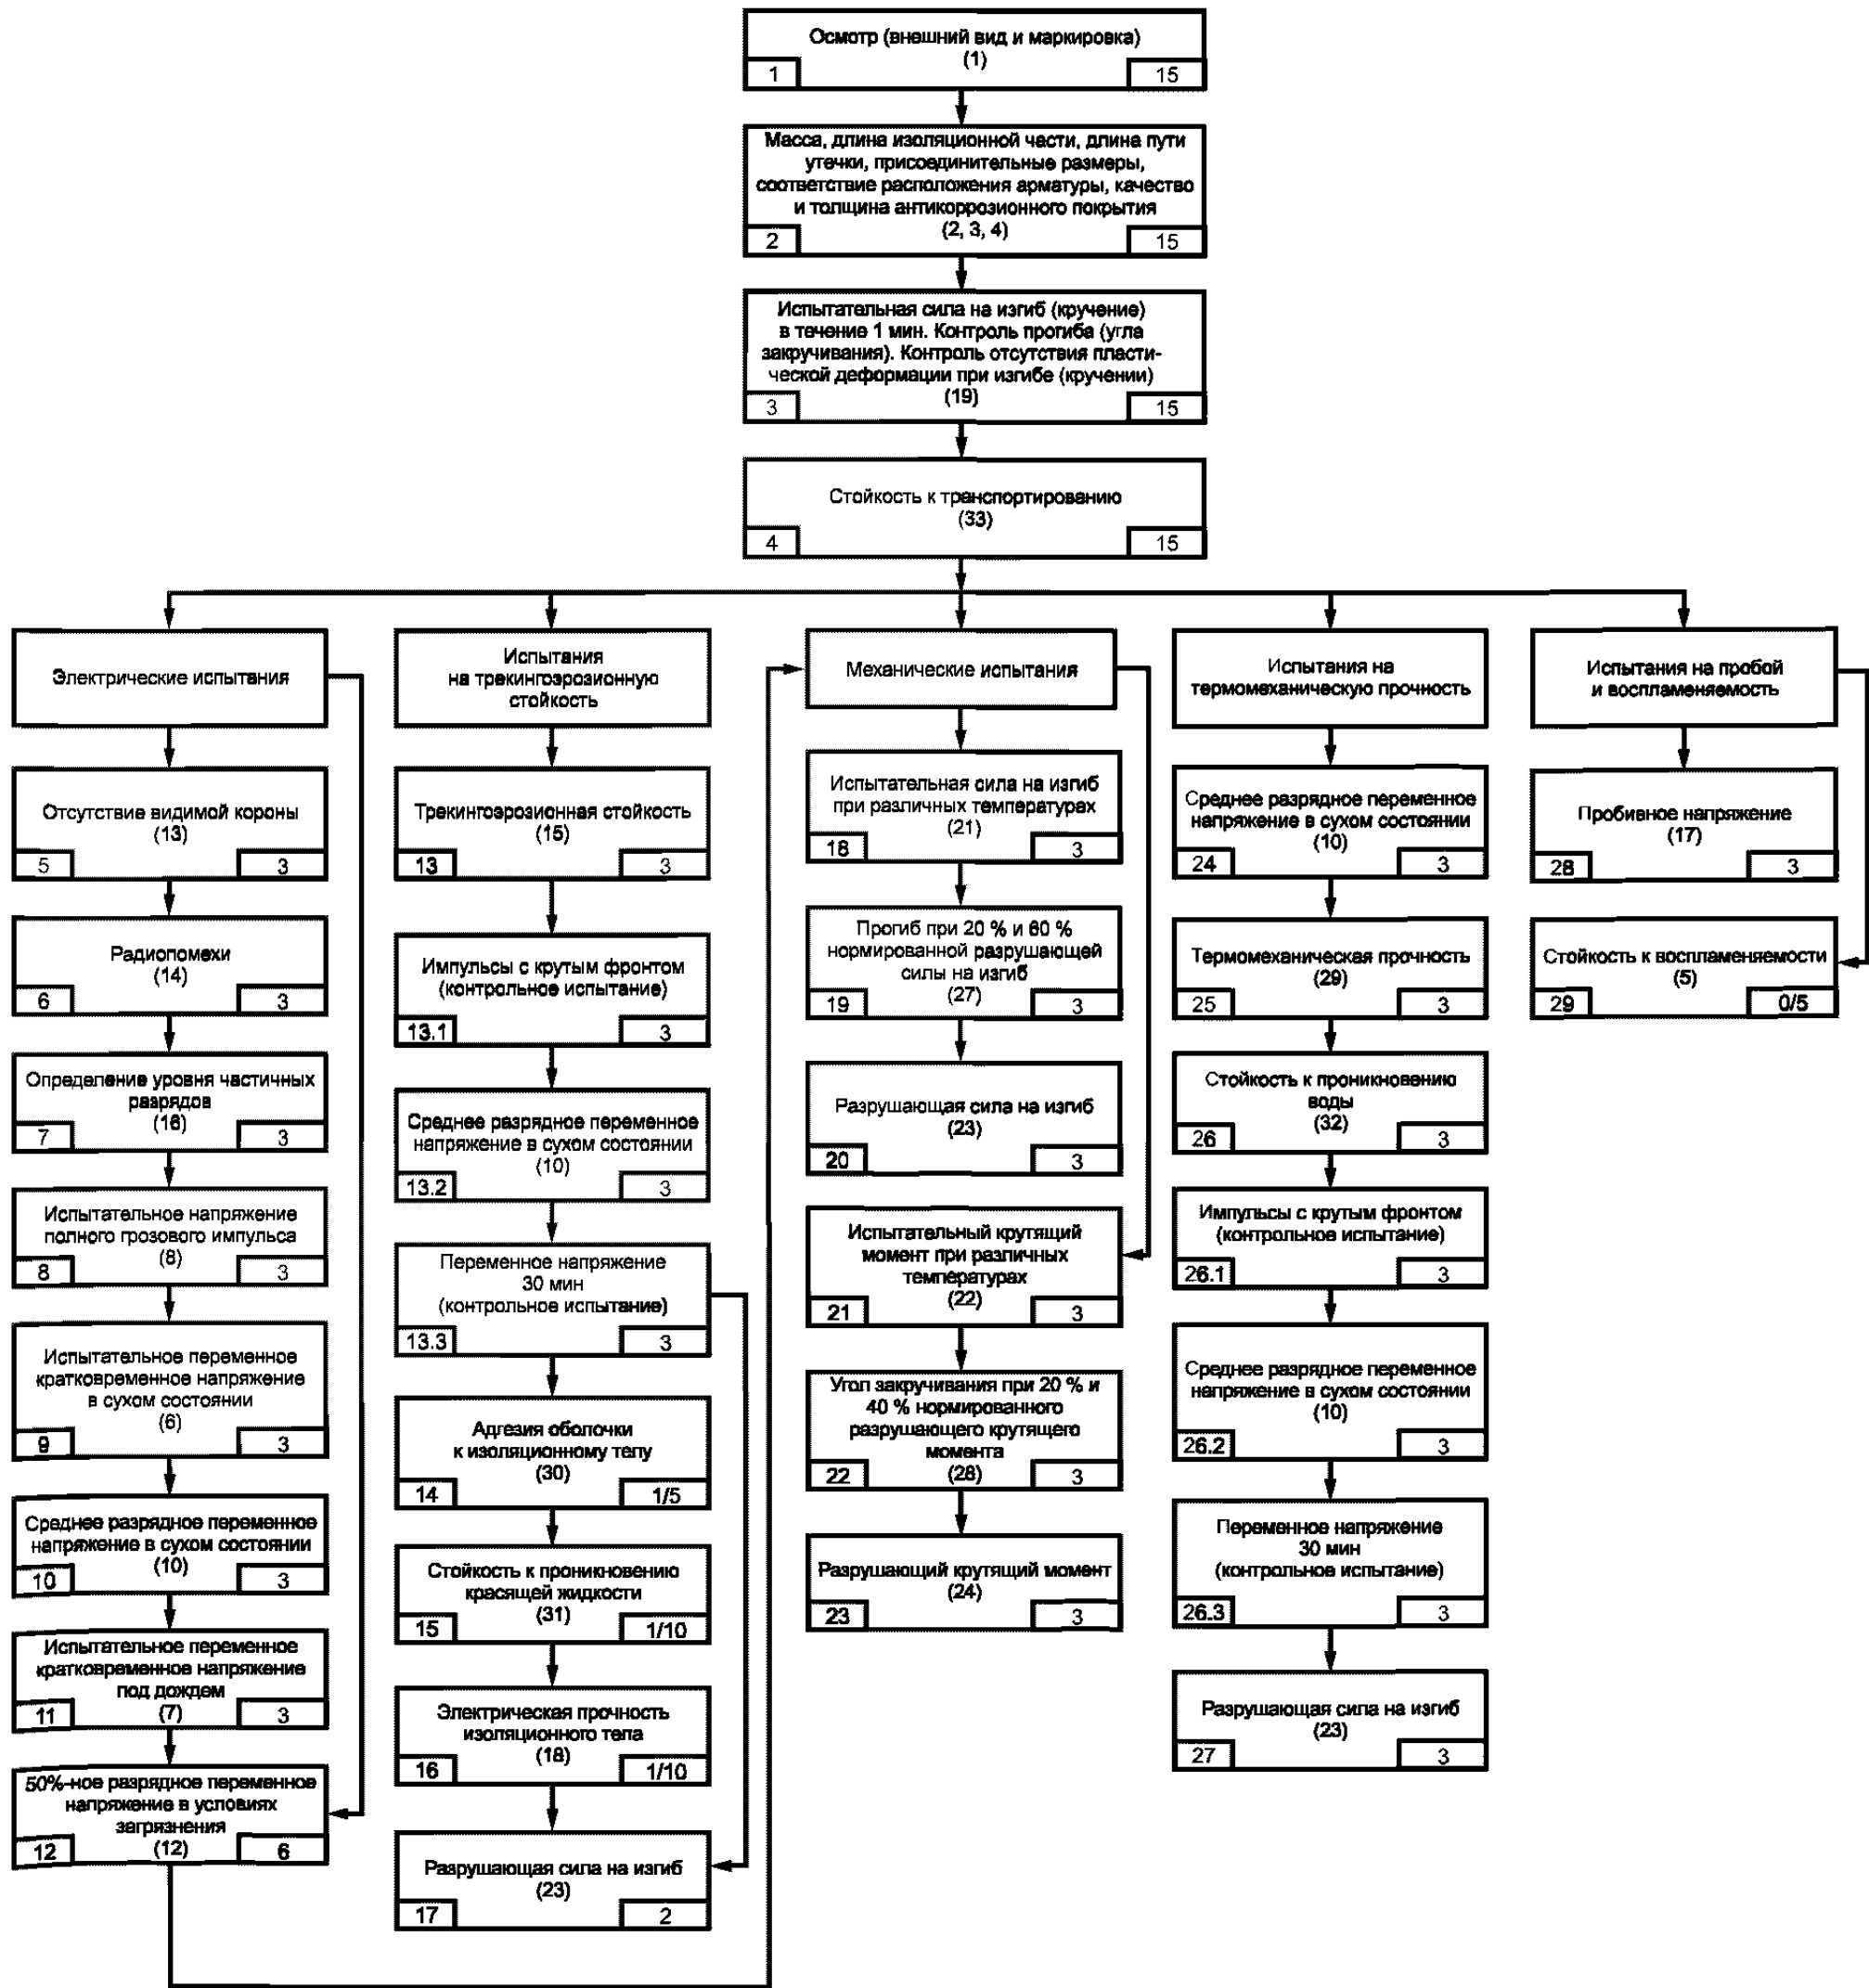 Осмотр (внешний вид и маркировка)
(1)
1
15
Масса, длина изоляционной части, длина пути
утечки, присоединительные размеры,
соответствие расположения арматуры, качество
и толщина антикоррозионного покрытия
(2, 3, 4)
2
15
Испытательная сила на изгиб (кручение)
в течение 1 мин. Контроль прогиба (угла
закручивания). Контроль отсутствия пласти-
ческой деформации при изгибе (кручении)
(19)
3
15
Стойкость к транспортированию
(33)
4
15
Электрические испытания
Отсутствие видимой короны
(13)
5
3
Радиопомехи
(14)
6
3
Определение уровня частичных
разрядов
(16)
7
3
Испытательное напряжение
полного грозового импульса
(8)
8
3
Испытательное переменное
кратковременное напряжение
в сухом состоянии
(6)
9
3
Среднее разрядное переменное
напряжение в сухом состоянии
(10)
10
3
Испытательное переменное
кратковременное напряжение
под дождем
(7)
11
3
50%-ное разрядное переменное
напряжение в условиях
загрязнения
(12)
12
6
Испытания
на трекингоэрозионную
стойкость
Трекингоэрозионная стойкость
(15)
13
3
Импульсы с крутым фронтом
(контрольное испытание)
13.1
3
Среднее разрядное переменное
напряжение в сухом состоянии
(10)
13.2
3
Переменное напряжение
30 мин
(контрольное испытание)
13.3
3
Адгезия оболочки
к изоляционному телу
(30)
14
1/5
Стойкость к проникновению
красящей жидкости
(31)
15
1/10
Электрическая прочность
изоляционного тела
(18)
16
1/10
Разрушающая сила на изгиб
(23)
17
2
Механические испытания
Испытательная сила на изгиб
при различных температурах
(21)
18
3
Прогиб при 20 % и 60 %
нормированной разрушающей
силы на изгиб
(27)
19
3
Разрушающая сила на изгиб
(23)
20
3
Испытательный крутящий
момент при различных
температурах
(22)
21
3
Угол закручивания при 20 % и
40 % нормированного
разрушающего крутящего
момента
(28)
22
3
Разрушающий крутящий момент
(24)
23
3
Испытания на
термомеханическую прочность
Среднее разрядное переменное
напряжение в сухом состоянии
(10)
24
3
Термомеханическая прочность
(29)
25
3
Стойкость к проникновению
воды
(32)
26
3
Импульсы с крутым фронтом
(контрольное испытание)
26.1
3
Среднее разрядное переменное
напряжение в сухом состоянии
(10)
26.2
3
Переменное напряжение
30 мин
(контрольное испытание)
26.3
3
Разрушающая сила на изгиб
(23)
27
3
Испытания на пробой
и воспламеняемость
Пробивное напряжение
(17)
28
3
Стойкость к воспламеняемости
(5)
29
0/5